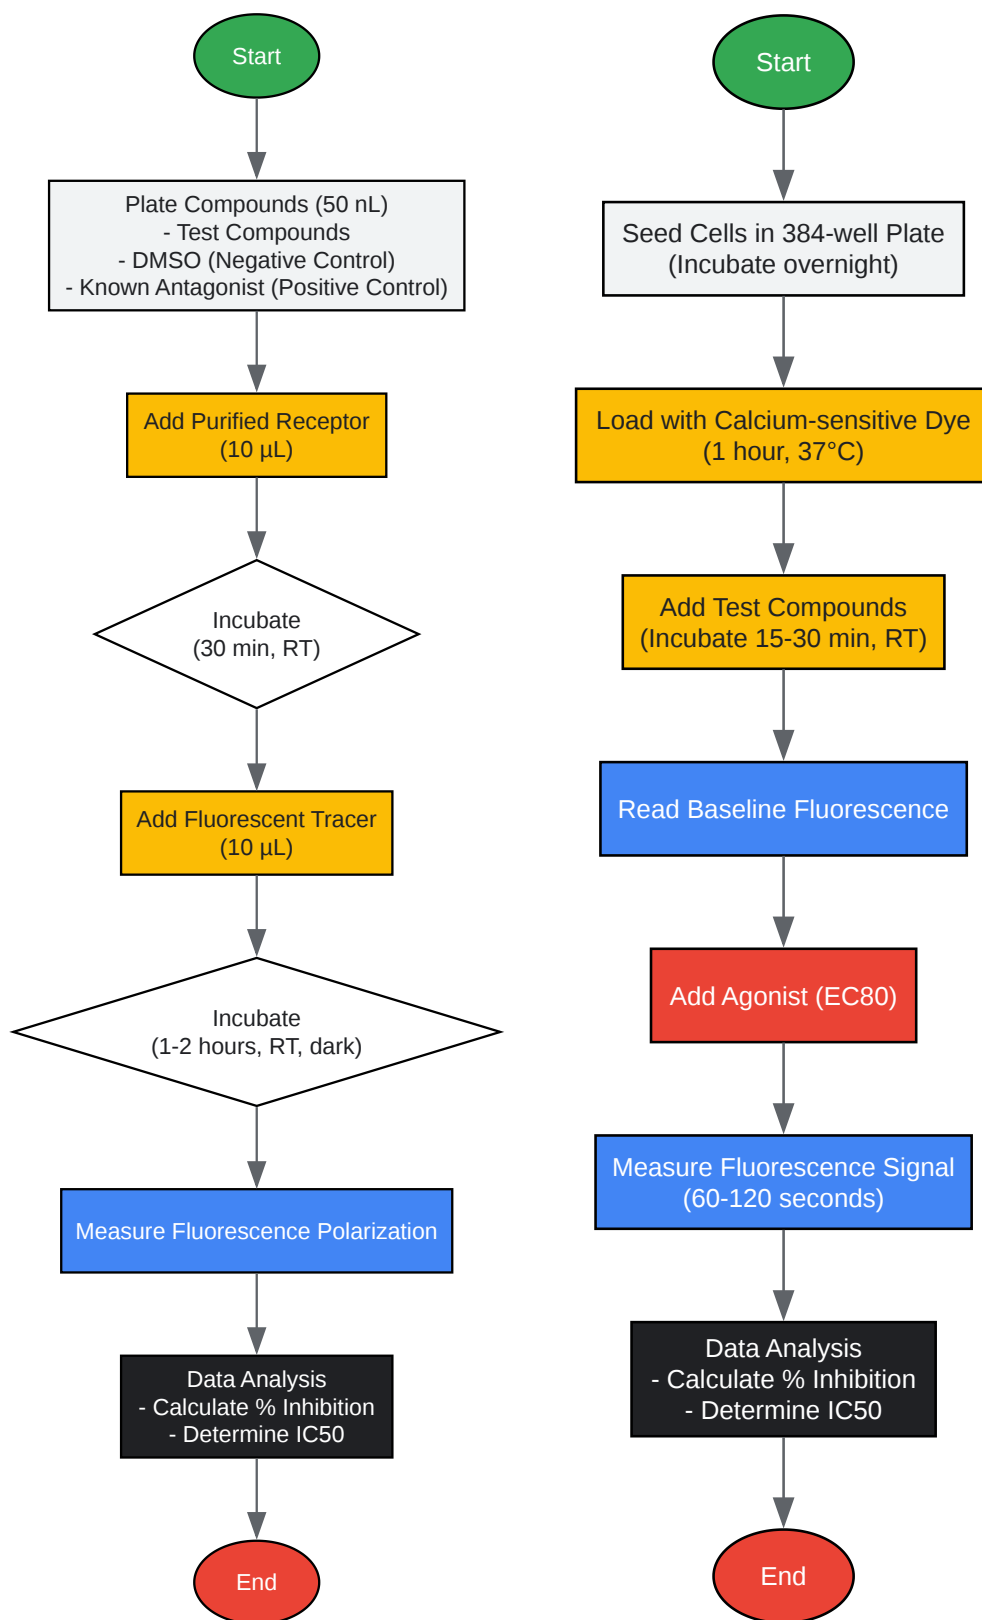 Start
Plate Compounds (50 nL)
- Test Compounds
- DMSO (Negative Control)
- Known Antagonist (Positive Control)
Add Purified Receptor
(10 µL)
Incubate
(30 min, RT)
Add Fluorescent Tracer
(10 µL)
Incubate
(1-2 hours, RT, dark)
Measure Fluorescence Polarization
Data Analysis
- Calculate % Inhibition
- Determine IC50
End
Start
Seed Cells in 384-well Plate
(Incubate overnight)
Load with Calcium-sensitive Dye
(1 hour, 37°C)
Add Test Compounds
(Incubate 15-30 min, RT)
Read Baseline Fluorescence
Add Agonist (EC80)
Measure Fluorescence Signal
(60-120 seconds)
Data Analysis
- Calculate % Inhibition
- Determine IC50
End